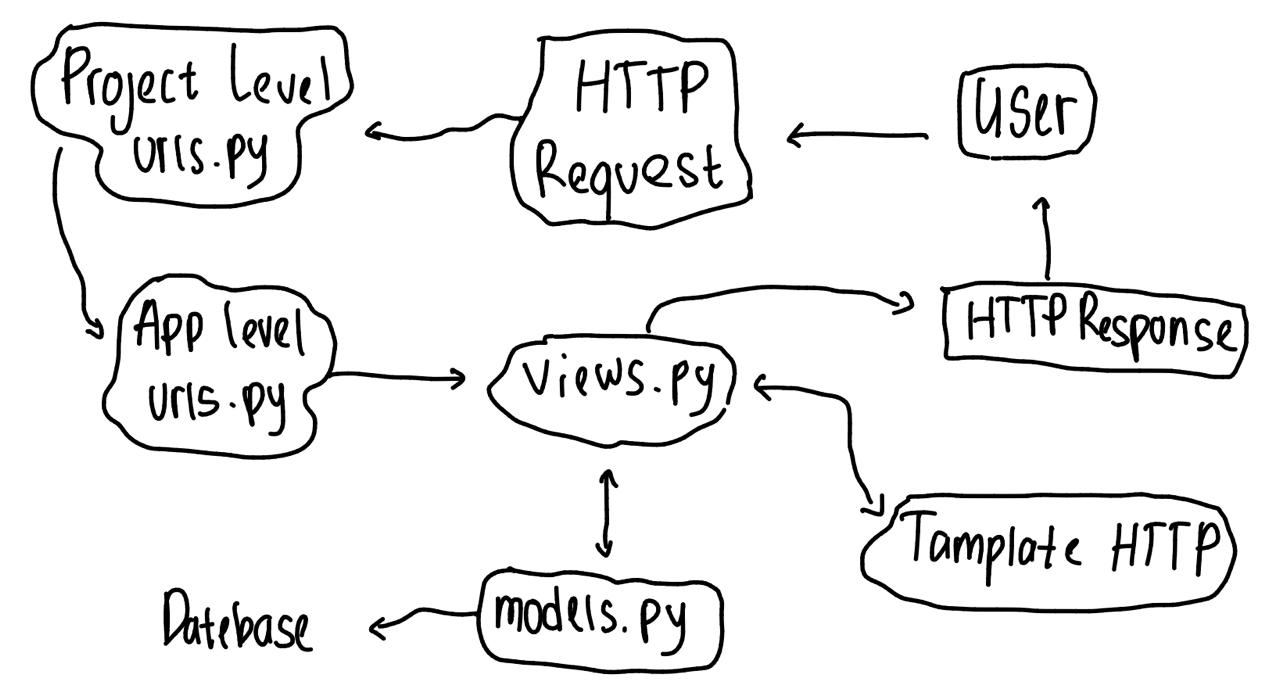 Project Level
urls.py
HTTP
Request
User
App level
urls.py
views.py
HTTP Response
Tamplate HTTP
models.py
Datebase